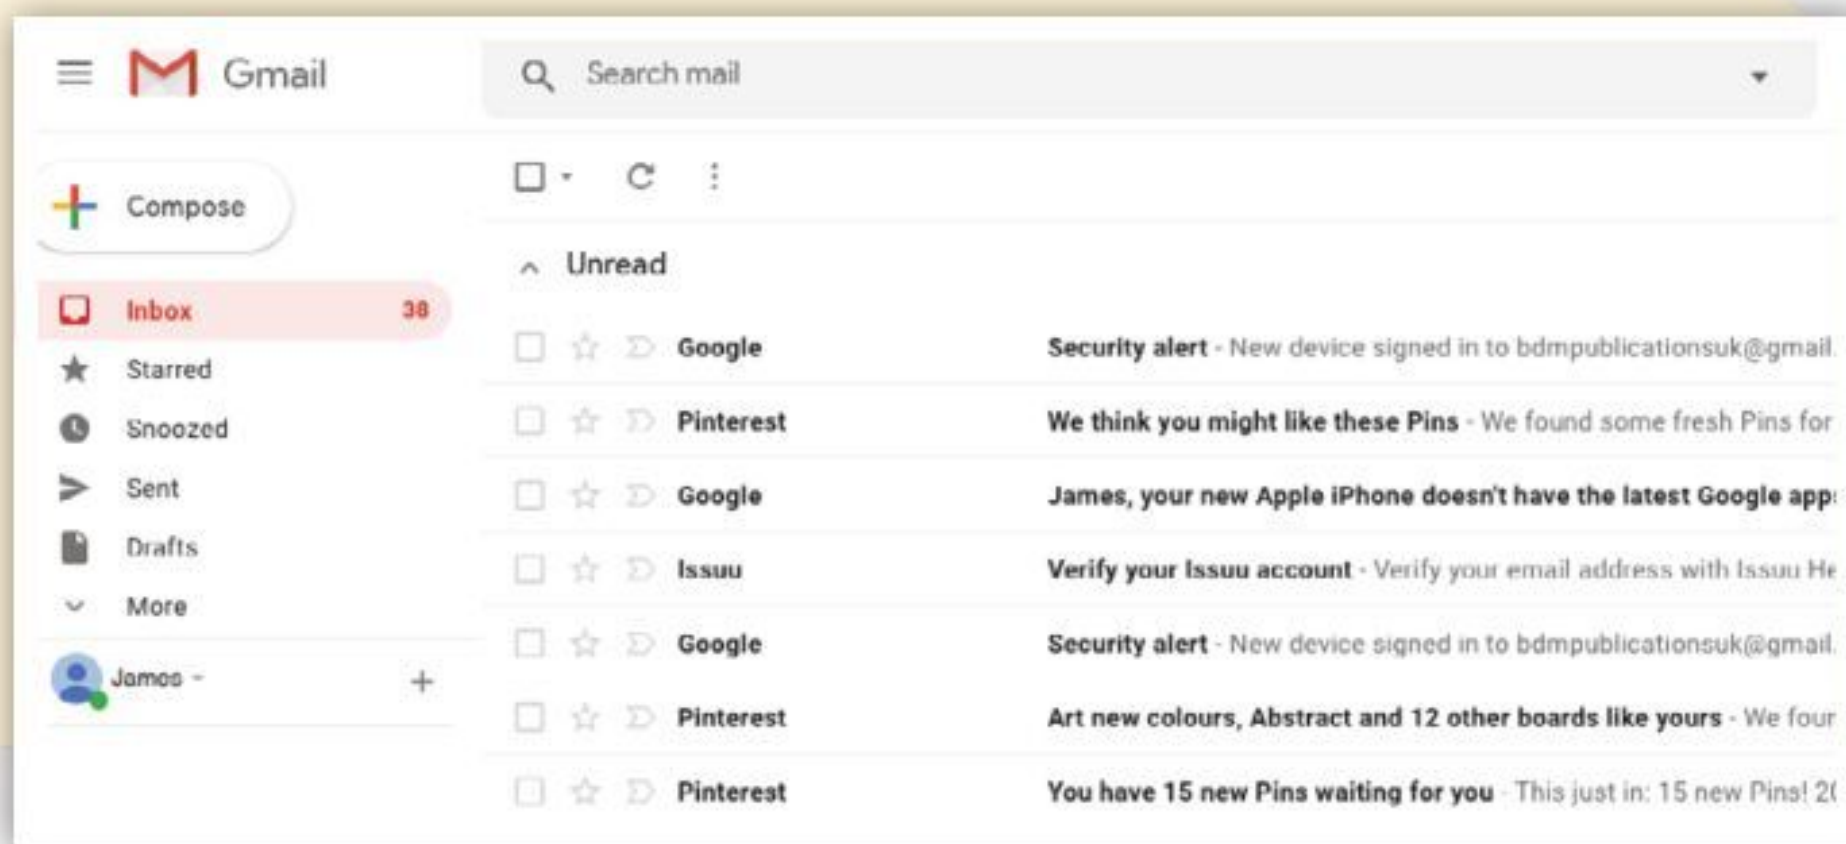 Gmail
Search mail
Compose
Unread
Inbox 38
Starred
Snoozed
Sent
Drafts
More
James
Google Security alert - New device signed in to bdmpublicationsuk@gmail.
Pinterest We think you might like these Pins - We found some fresh Pins for
Google James, your new Apple iPhone doesn't have the latest Google apps
Issuu Verify your Issuu account - Verify your email address with Issuu He
Google Security alert - New device signed in to bdmpublicationsuk@gmail.
Pinterest Art new colours, Abstract and 12 other boards like yours - We four
Pinterest You have 15 new Pins waiting for you - This just in: 15 new Pins! 20